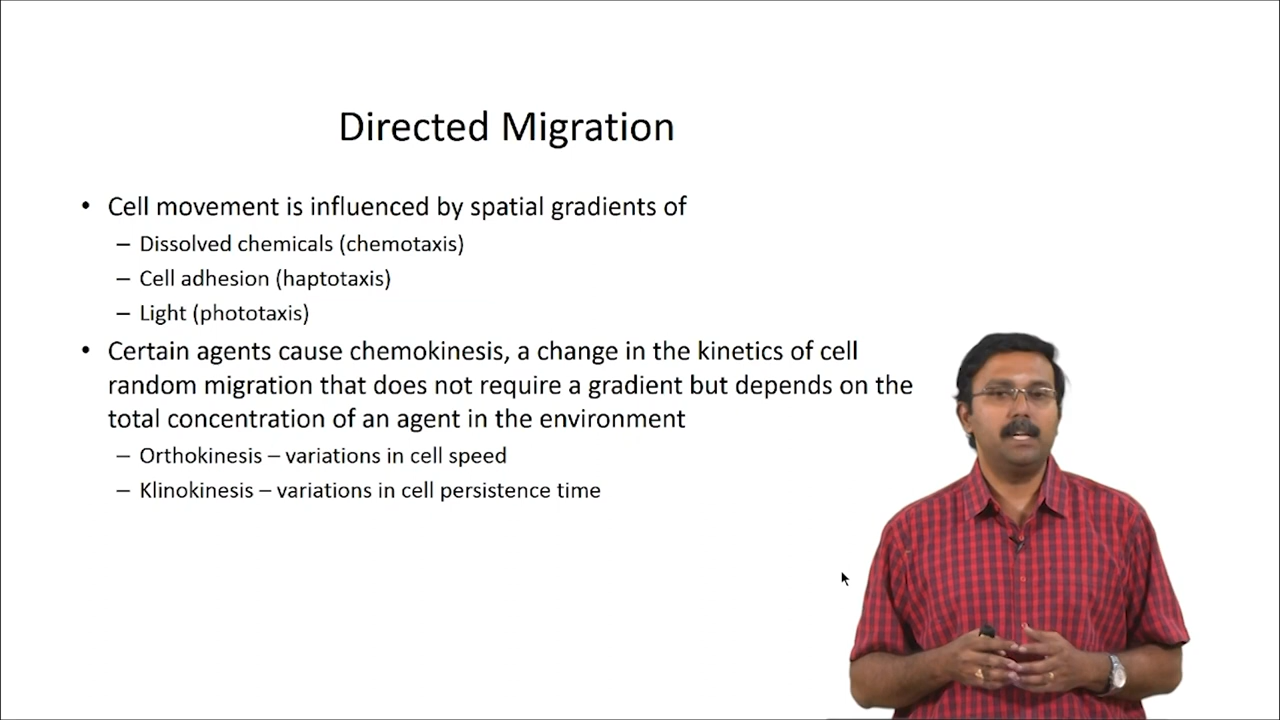 Directed Migration
• Cell movement is influenced by spatial gradients of
– Dissolved chemicals (chemotaxis)
– Cell adhesion (haptotaxis)
– Light (phototaxis)
• Certain agents cause chemokinesis, a change in the kinetics of cell
random migration that does not require a gradient but depends on the
total concentration of an agent in the environment
– Orthokinesis – variations in cell speed
– Klinokinesis – variations in cell persistence time